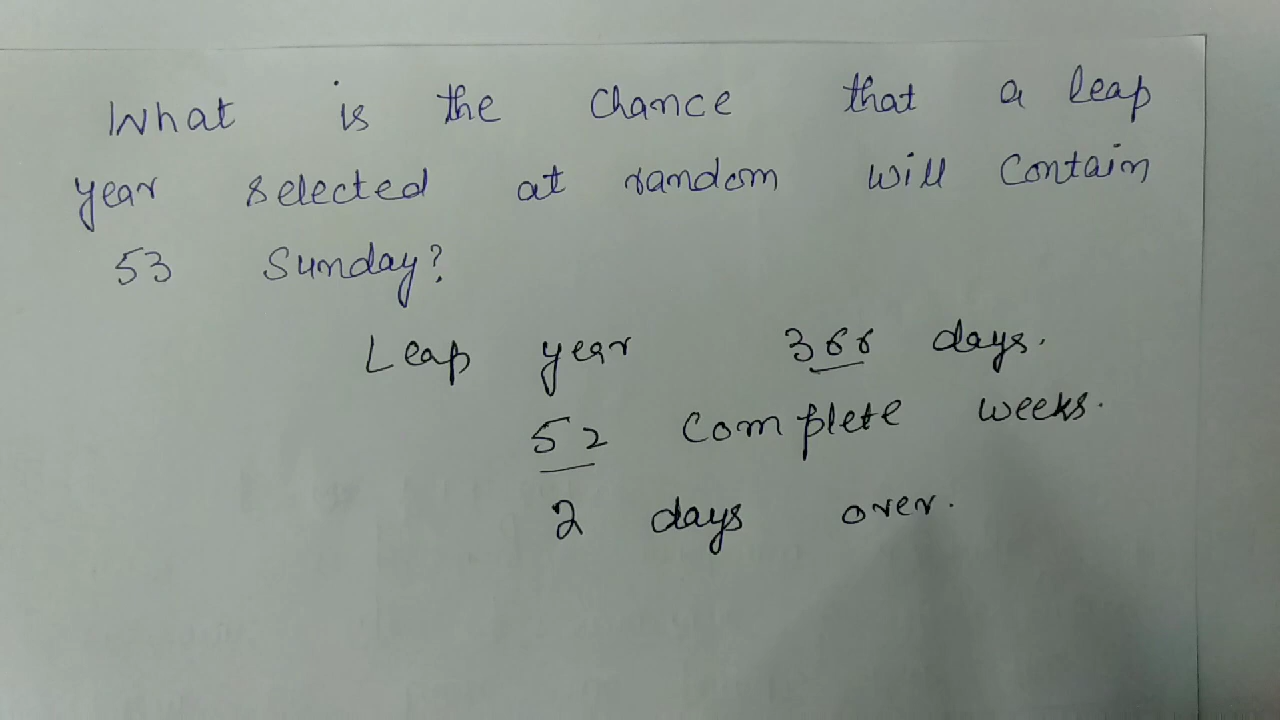 What is the chance that a leap
year selected at random will contain
53 Sunday?
Leap year 366 days.
52 complete weeks.
2 days over.